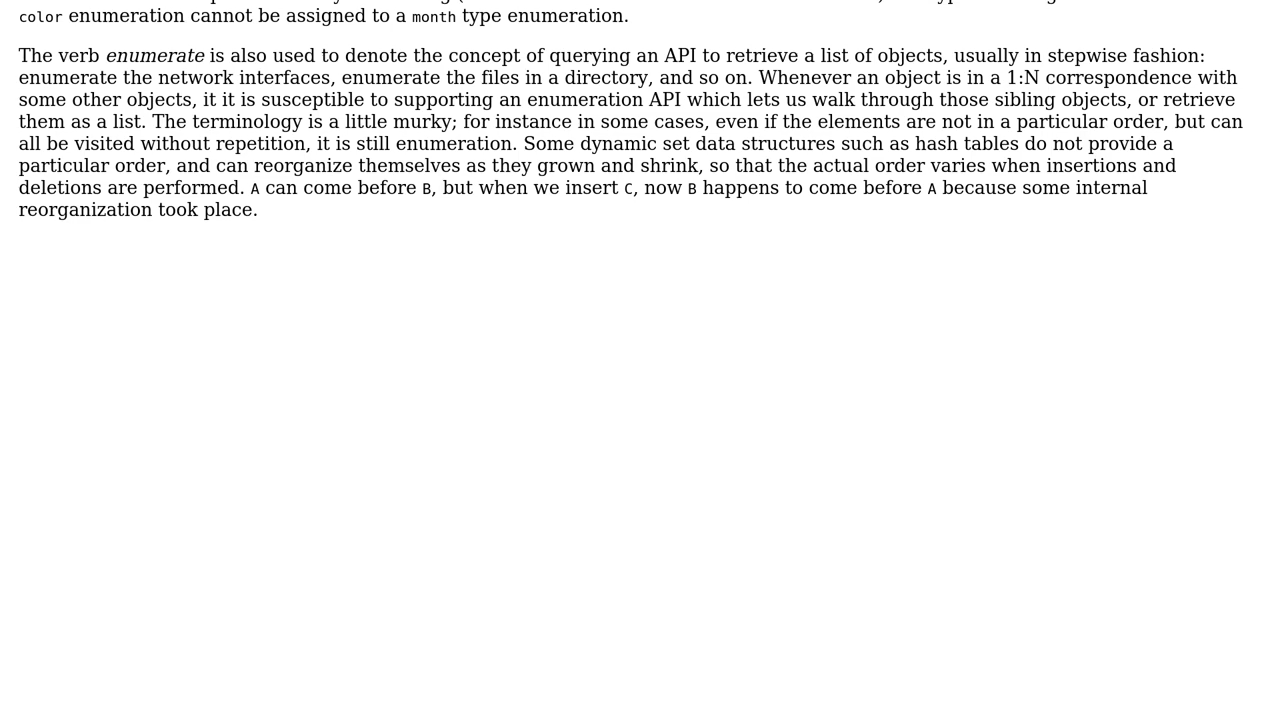 color enumeration cannot be assigned to a month type enumeration.
The verb enumerate is also used to denote the concept of querying an API to retrieve a list of objects, usually in stepwise fashion:
enumerate the network interfaces, enumerate the files in a directory, and so on. Whenever an object is in a 1:N correspondence with
some other objects, it it is susceptible to supporting an enumeration API which lets us walk through those sibling objects, or retrieve
them as a list. The terminology is a little murky; for instance in some cases, even if the elements are not in a particular order, but can
all be visited without repetition, it is still enumeration. Some dynamic set data structures such as hash tables do not provide a
particular order, and can reorganize themselves as they grown and shrink, so that the actual order varies when insertions and
deletions are performed. A can come before B, but when we insert C, now B happens to come before A because some internal
reorganization took place.